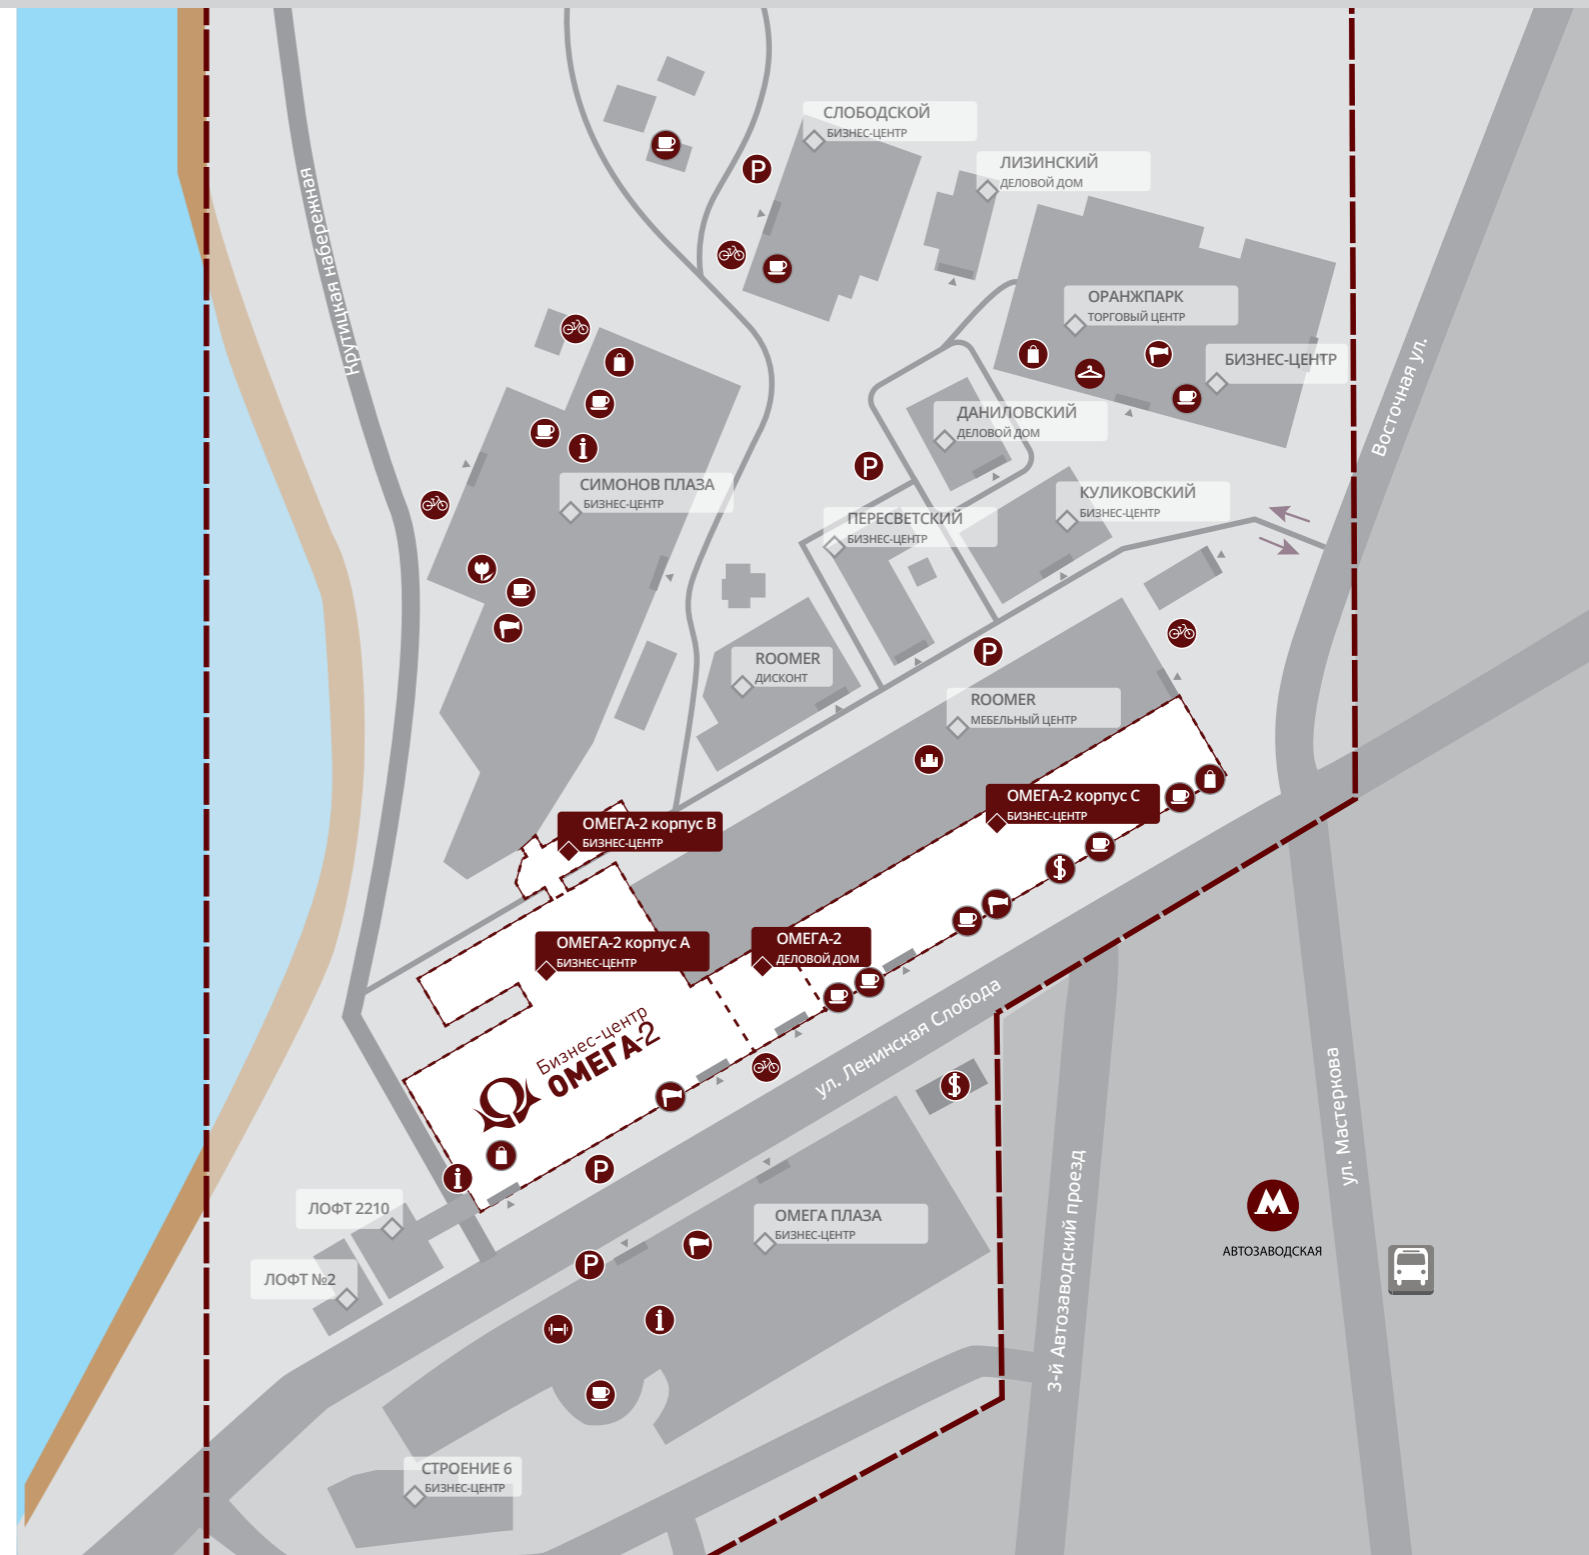 СЛОБОДСКОЙ
БИЗНЕС-ЦЕНТР
P
ЛИЗИНСКИЙ
ДЕЛОВОЙ ДОМ
Крутицкая набережная
ОРАНЖПАРК
ТОРГОВЫЙ ЦЕНТР
БИЗНЕС-ЦЕНТР
Восточная ул.
ДАНИЛОВСКИЙ
ДЕЛОВОЙ ДОМ
i
P
СИМОНОВ ПЛАЗА
БИЗНЕС-ЦЕНТР
КУЛИКОВСКИЙ
БИЗНЕС-ЦЕНТР
ПЕРЕСВЕТСКИЙ
БИЗНЕС-ЦЕНТР
ROOMER
ДИСКОНТ
P
ROOMER
МЕБЕЛЬНЫЙ ЦЕНТР
ОМЕГА-2 корпус C
БИЗНЕС-ЦЕНТР
ОМЕГА-2 корпус B
БИЗНЕС-ЦЕНТР
$
ОМЕГА-2 корпус A
БИЗНЕС-ЦЕНТР
ОМЕГА-2
ДЕЛОВОЙ ДОМ
Бизнес-центр
ОМЕГА-2
ул. Ленинская Слобода
$
ул. Мастеркова
i
P
3-й Автозаводский проезд
М
АВТОЗАВОДСКАЯ
ЛОФТ 2210
ОМЕГА ПЛАЗА
БИЗНЕС-ЦЕНТР
P
ЛОФТ №2
i
СТРОЕНИЕ 6
БИЗНЕС-ЦЕНТР